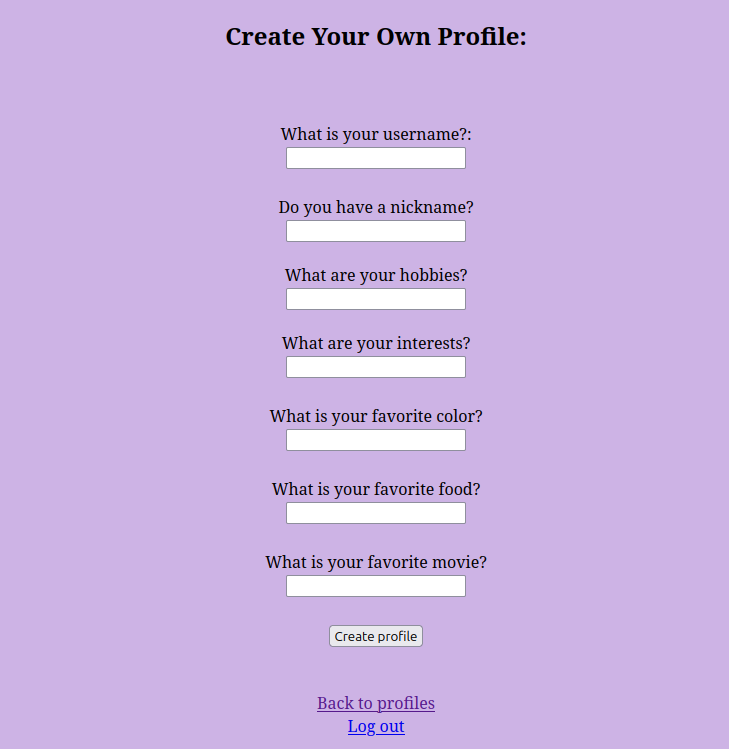 Create Your Own Profile:
What is your username?:
Do you have a nickname?
What are your hobbies?
What are your interests?
What is your favorite color?
What is your favorite food?
What is your favorite movie?
Create profile
Back to profiles
Log out